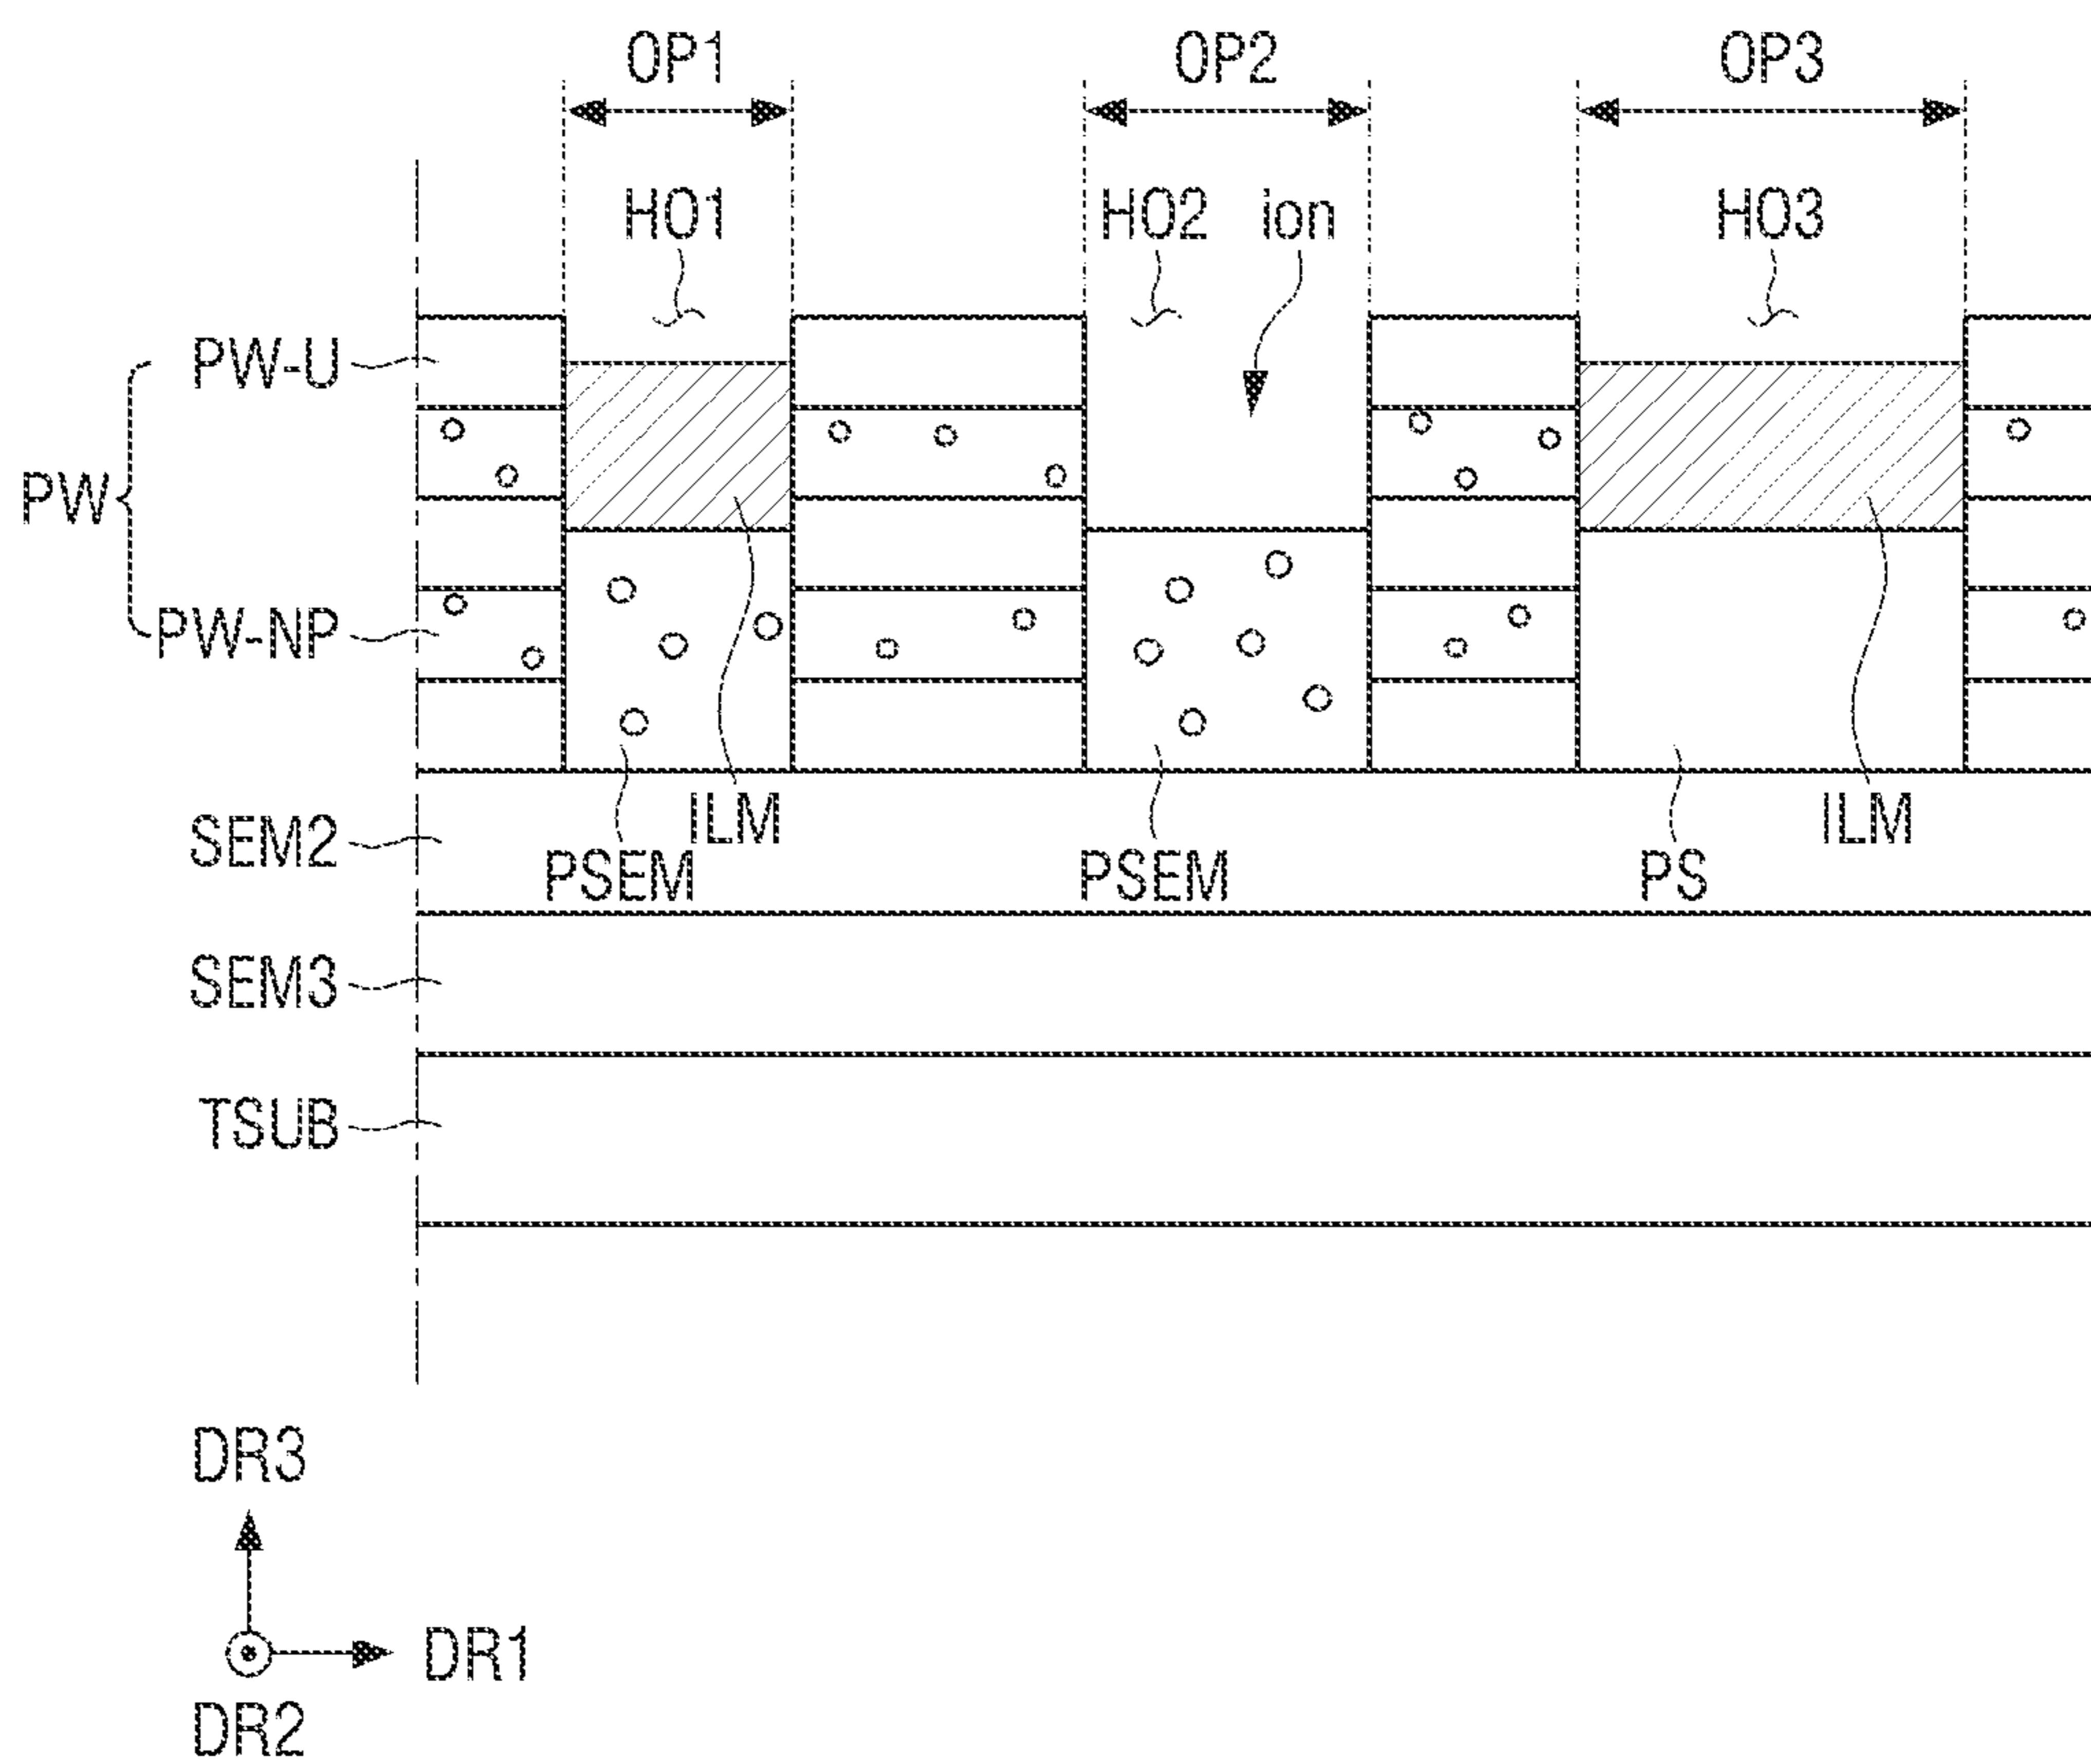 OP1 OP2 OP3
HO1 HO2 ion HO3
PW-U
PW
PW-NP
SEM2 ILM ILM
PSEM PSEM PS
SEM3
TSUB
DR3
DR1
DR2